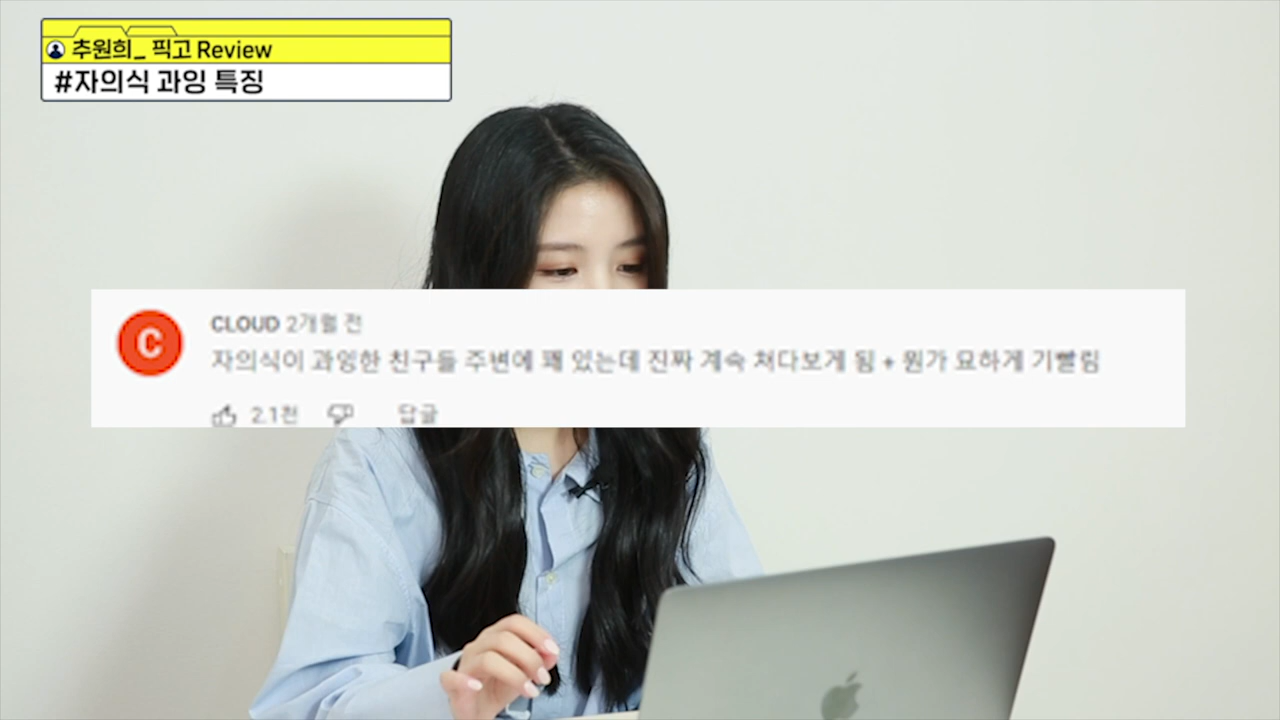 추원희_ 픽고 Review
#자의식 과잉 특징
C
CLOUD 2개월 전
자의식이 과잉한 친구들 주변에 꽤 있는데 진짜 계속 쳐다보게 됨 + 뭔가 묘하게 기빨림
2.1천 답글